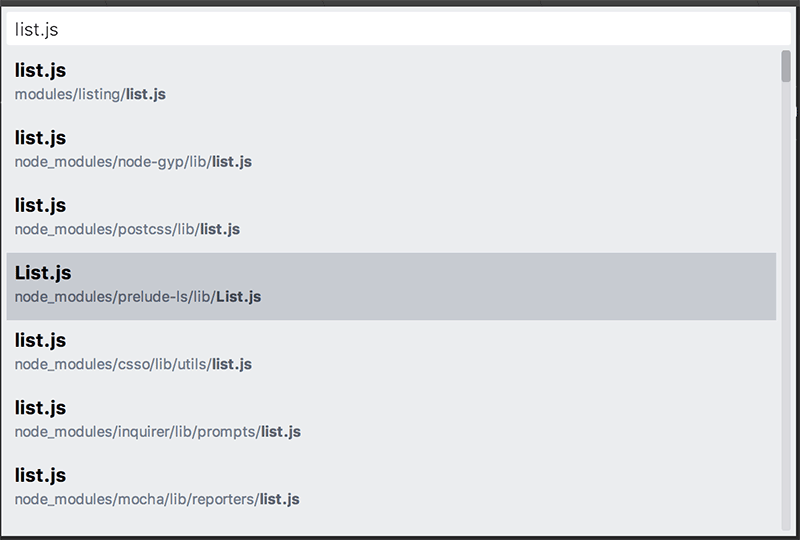 list.js
list.js
modules/listing/list.js
list.js
node_modules/node-gyp/lib/list.js
list.js
node_modules/postcss/lib/list.js
List.js
node_modules/prelude-ls/lib/List.js
list.js
node_modules/csso/lib/utils/list.js
list.js
node_modules/inquirer/lib/prompts/list.js
list.js
node_modules/mocha/lib/reporters/list.js